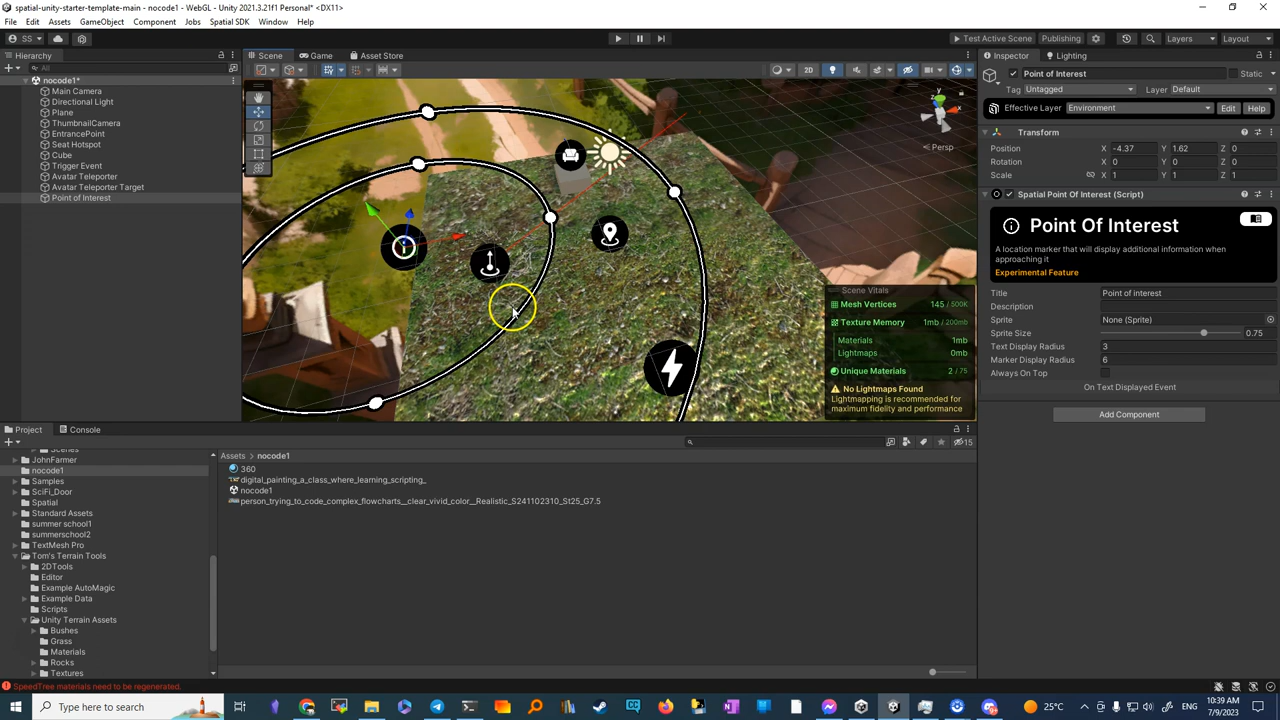 spatial-unity-starter-template-main - nocode1 - WebGL - Unity 2021.3.21f1 Personal* <DX11>
File Edit Assets GameObject Component Jobs Spatial SDK Window Help
SS Test Active Scene Publishing Layers Layout
Hierarchy Scene Game Asset Store Inspector Lighting
All
2D
nocode1*
Main Camera
Directional Light
Plane
ThumbnailCamera
EntrancePoint
Seat Hotspot
Cube
Trigger Event
Avatar Teleporter
Avatar Teleporter Target
Point of Interest
y
x
z
Persp
Scene Vitals
Mesh Vertices 145 / 500K
Texture Memory 1mb / 200mb
Materials 1mb
Lightmaps 0mb
Unique Materials 2 / 75
No Lightmaps Found
Lightmapping is recommended for
maximum fidelity and performance
Point of Interest Static
Tag Untagged Layer Default
Effective Layer Environment Edit Help
Transform
Position X -4.37 Y 1.62 Z 0
Rotation X 0 Y 0 Z 0
Scale X 1 Y 1 Z 1
Spatial Point Of Interest (Script)
Point Of Interest
A location marker that will display additional information when
approaching it
Experimental Feature
Title Point of interest
Description
Sprite None (Sprite)
Sprite Size 0.75
Text Display Radius 3
Marker Display Radius 6
Always On Top
On Text Displayed Event
Add Component
Project Console
15
Scenes
JohnFarmer
nocode1
Samples
SciFi_Door
Spatial
Standard Assets
summer school1
summerschool2
TextMesh Pro
Tom's Terrain Tools
2DTools
Editor
Example AutoMagic
Example Data
Scripts
Unity Terrain Assets
Bushes
Grass
Materials
Rocks
Textures
Assets > nocode1
360
digital_painting_a_class_where_learning_scripting_
nocode1
person_trying_to_code_complex_flowcharts__clear_vivid_color__Realistic_S241102310_St25_G7.5
SpeedTree materials need to be regenerated.
Type here to search
25°C
ENG
10:39 AM
7/9/2023